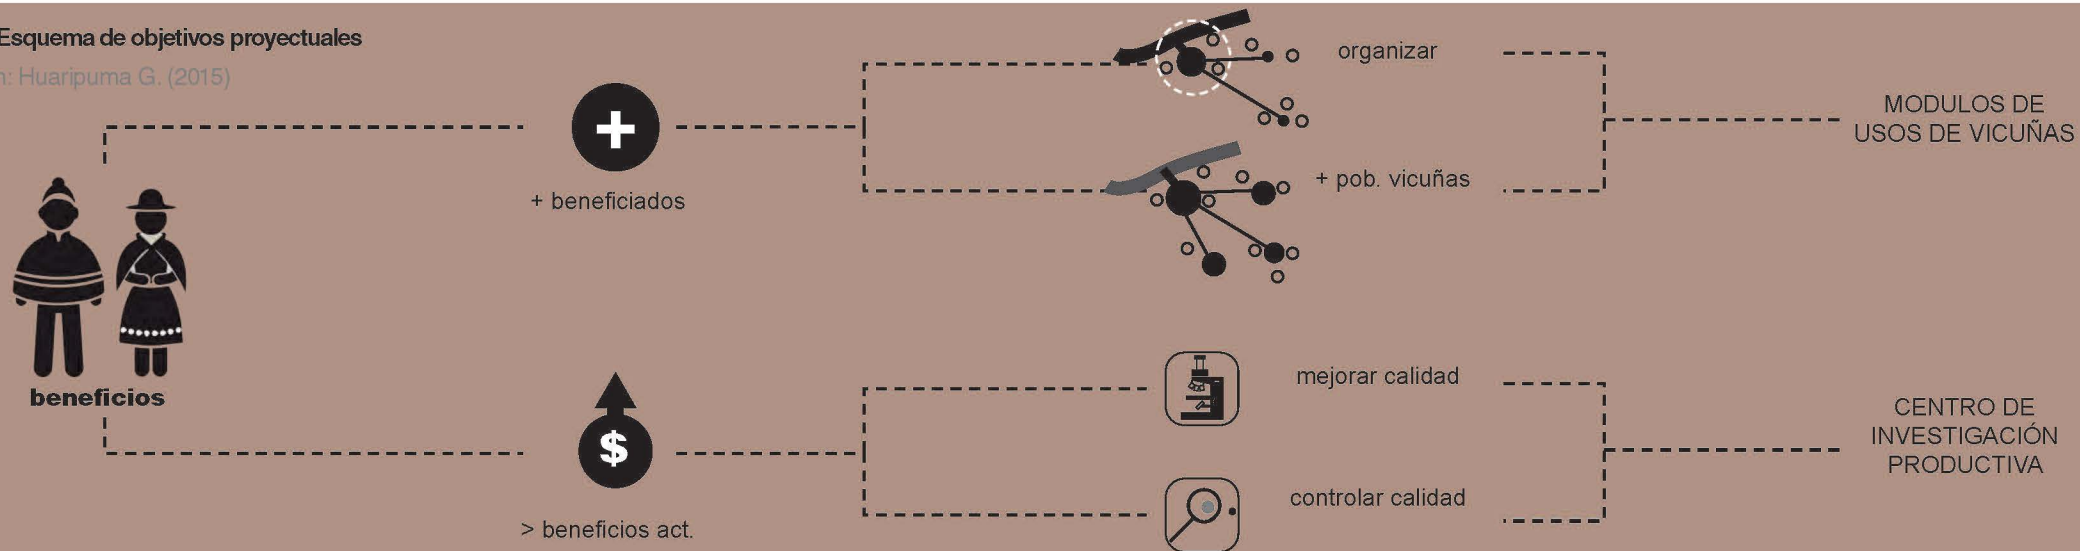 Esquema de objetivos proyectuales
n: Huaripuma G. (2015)
+
+ beneficiados
organizar
+ pob. vicuñas
MODULOS DE
USOS DE VICUÑAS
beneficios
$
> beneficios act.
mejorar calidad
controlar calidad
CENTRO DE
INVESTIGACIÓN
PRODUCTIVA